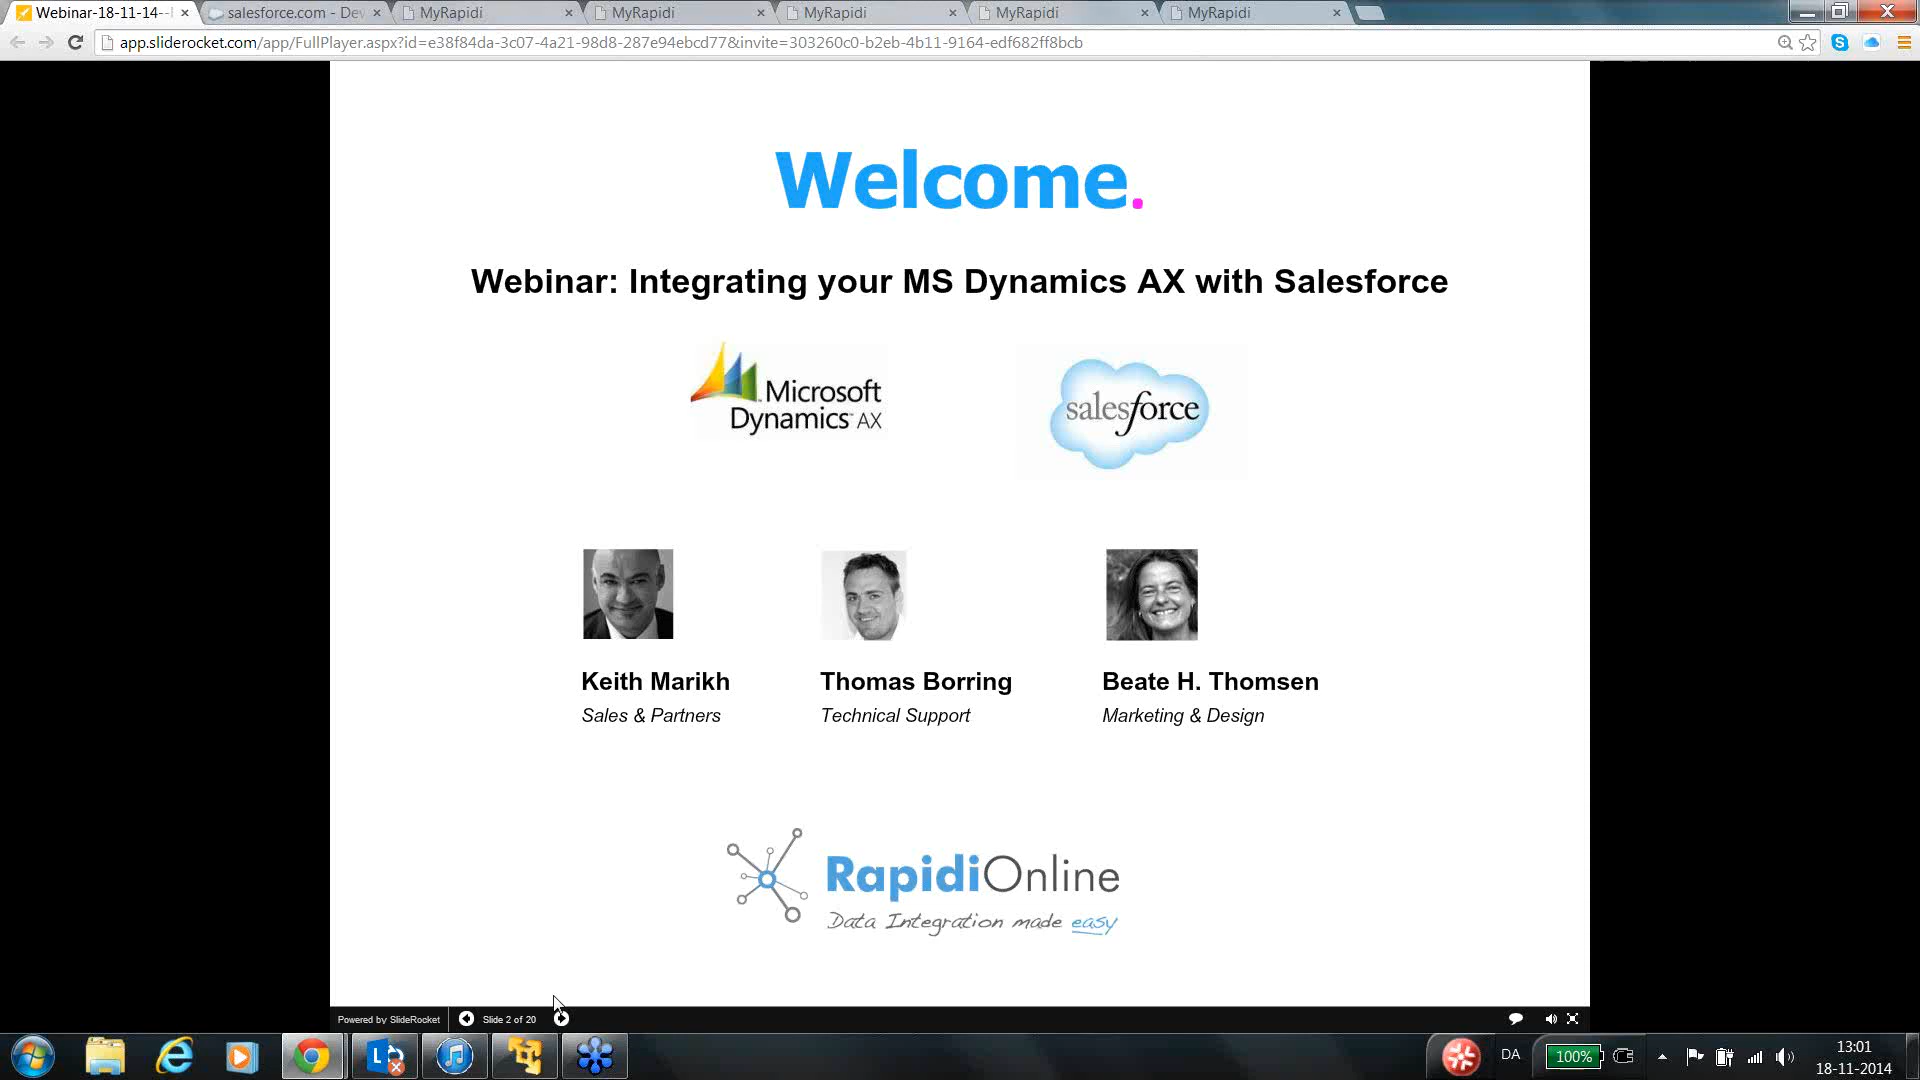 Webinar-18-11-14--
salesforce.com - Dev
MyRapidi
MyRapidi
MyRapidi
MyRapidi
MyRapidi
app.sliderocket.com/app/FullPlayer.aspx?id=e38f84da-3c07-4a21-98d8-287e94ebcd77&invite=303260c0-b2eb-4b11-9164-edf682ff8bcb
Welcome.
Webinar: Integrating your MS Dynamics AX with Salesforce
Microsoft
Dynamics AX
salesforce
Keith Marikh
Thomas Borring
Beate H. Thomsen
Sales & Partners
Technical Support
Marketing & Design
RapidiOnline
Data Integration made easy
Powered by SlideRocket
Slide 2 of 20
DA
100%
13:01
18-11-2014